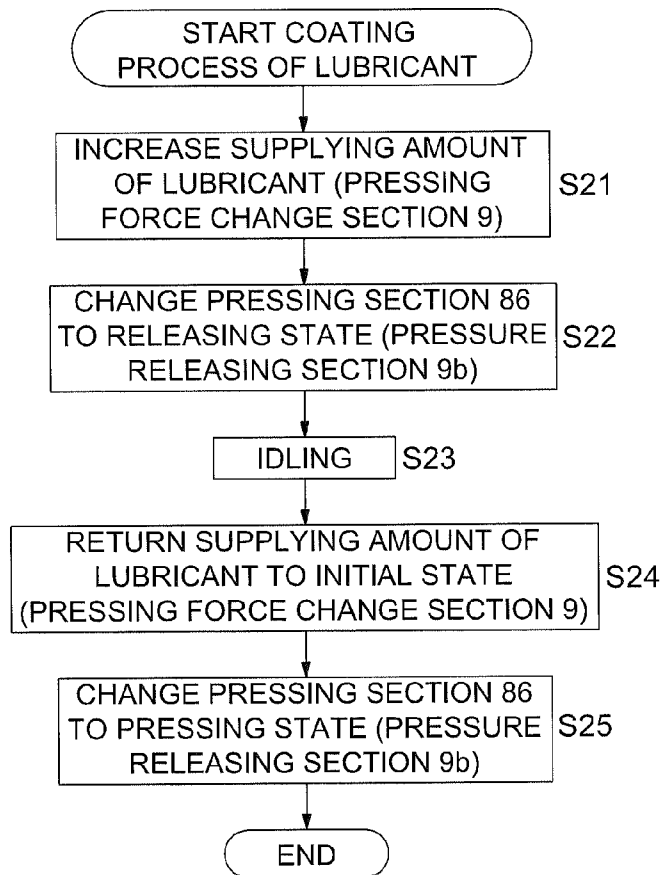 START COATING
PROCESS OF LUBRICANT
INCREASE SUPPLYING AMOUNT
OF LUBRICANT (PRESSING
FORCE CHANGE SECTION 9)
S21
CHANGE PRESSING SECTION 86
TO RELEASING STATE (PRESSURE
RELEASING SECTION 9b)
S22
IDLING
S23
RETURN SUPPLYING AMOUNT OF
LUBRICANT TO INITIAL STATE
(PRESSING FORCE CHANGE SECTION 9)
S24
CHANGE PRESSING SECTION 86
TO PRESSING STATE (PRESSURE
RELEASING SECTION 9b)
S25
END